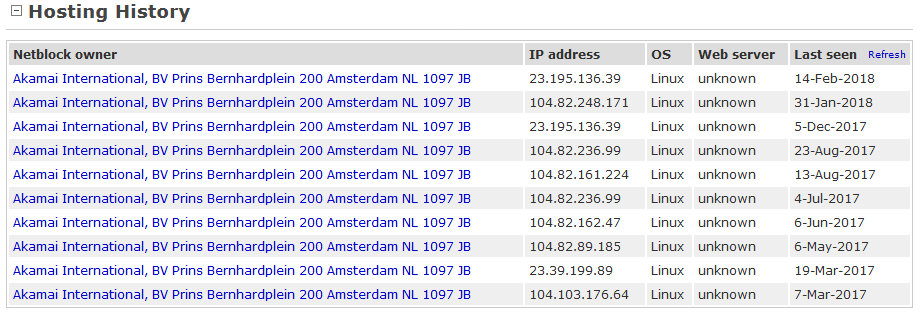 Hosting History
Netblock owner IP address OS Web server Last seen Refresh
Akamai International, BV Prins Bernhardplein 200 Amsterdam NL 1097 JB 23.195.136.39 Linux unknown 14-Feb-2018
Akamai International, BV Prins Bernhardplein 200 Amsterdam NL 1097 JB 104.82.248.171 Linux unknown 31-Jan-2018
Akamai International, BV Prins Bernhardplein 200 Amsterdam NL 1097 JB 23.195.136.39 Linux unknown 5-Dec-2017
Akamai International, BV Prins Bernhardplein 200 Amsterdam NL 1097 JB 104.82.236.99 Linux unknown 23-Aug-2017
Akamai International, BV Prins Bernhardplein 200 Amsterdam NL 1097 JB 104.82.161.224 Linux unknown 13-Aug-2017
Akamai International, BV Prins Bernhardplein 200 Amsterdam NL 1097 JB 104.82.236.99 Linux unknown 4-Jul-2017
Akamai International, BV Prins Bernhardplein 200 Amsterdam NL 1097 JB 104.82.162.47 Linux unknown 6-Jun-2017
Akamai International, BV Prins Bernhardplein 200 Amsterdam NL 1097 JB 104.82.89.185 Linux unknown 6-May-2017
Akamai International, BV Prins Bernhardplein 200 Amsterdam NL 1097 JB 23.39.199.89 Linux unknown 19-Mar-2017
Akamai International, BV Prins Bernhardplein 200 Amsterdam NL 1097 JB 104.103.176.64 Linux unknown 7-Mar-2017